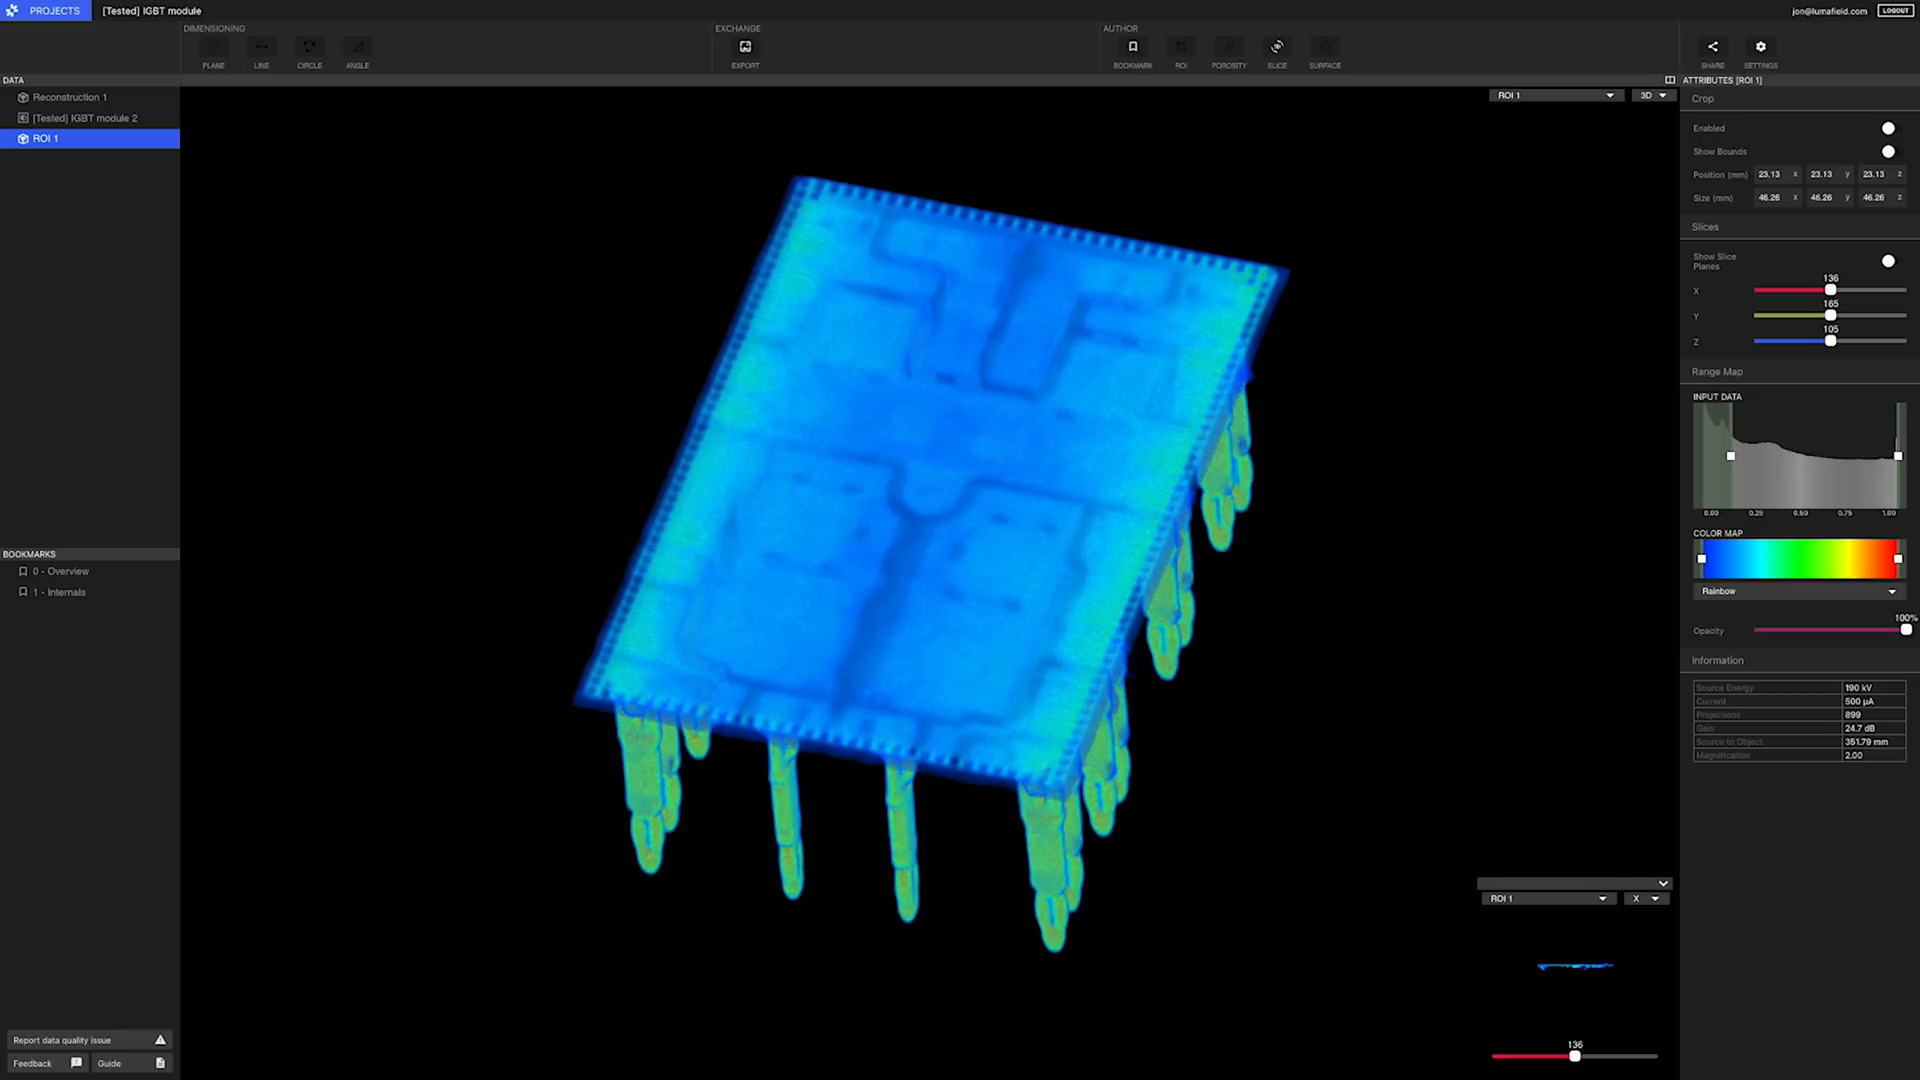 PROJECTS
[Tested] IGBT module
jon@lumafield.com
LOGOUT
DIMENSIONING
EXCHANGE
AUTHOR
PLANE
LINE
CIRCLE
ANGLE
EXPORT
BOOKMARK
ROI
POROSITY
SLICE
SURFACE
SHARE
SETTINGS
DATA
Reconstruction 1
[Tested] IGBT module 2
ROI 1
ROI 1
3D
ATTRIBUTES [ROI 1]
Crop
Enabled
Show Bounds
Position (mm) 23.13 x 23.13 y 23.13 z
Size (mm) 46.26 x 46.26 y 46.26 z
Slices
Show Slice
Planes
136
X
165
Y
105
Z
Range Map
INPUT DATA
0.00 0.25 0.50 0.75 1.00
COLOR MAP
Rainbow
100%
Opacity
Information
Source Energy 190 kV
Current 500 µA
Projections 899
Gain 24.7 dB
Source to Object 351.79 mm
Magnification 2.00
BOOKMARKS
0 - Overview
1 - Internals
ROI 1
X
136
Report data quality issue
Feedback
Guide